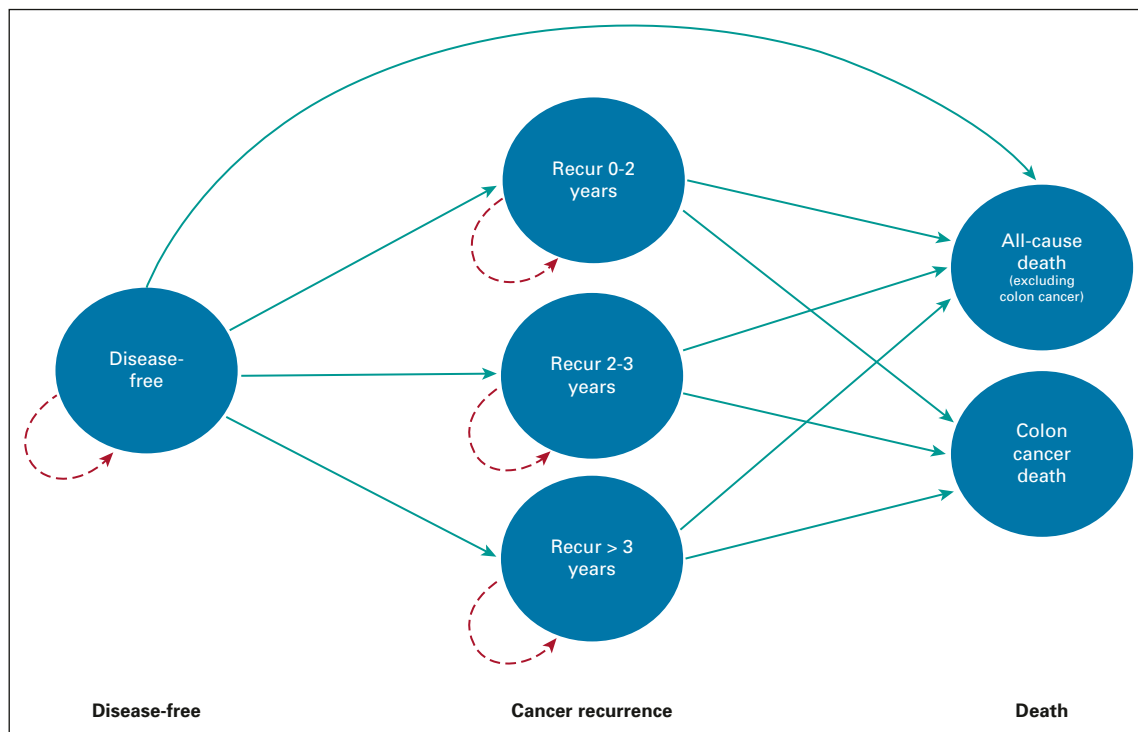 Disease-
free
Recur 0-2
years
Recur 2-3
years
Recur > 3
years
All-cause
death
(excluding
colon cancer)
Colon
cancer
death
Disease-free
Cancer recurrence
Death